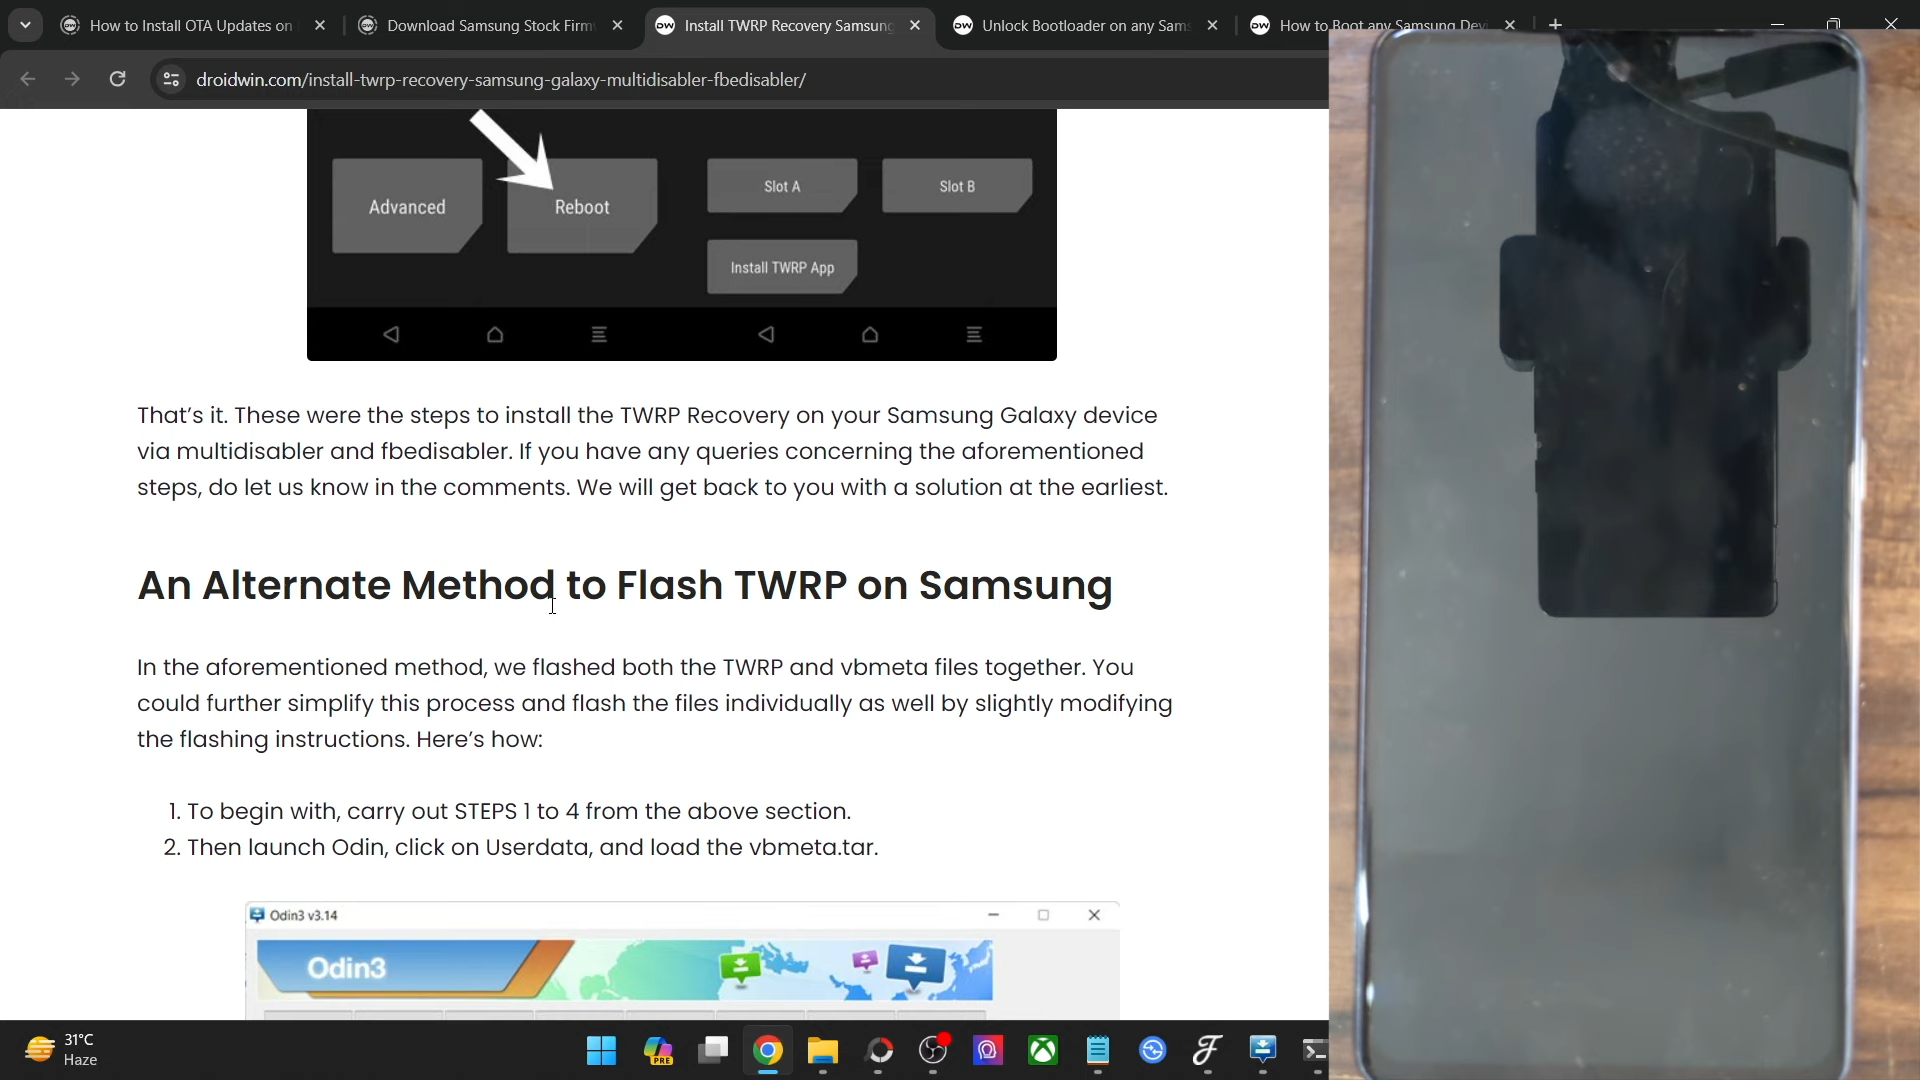 How to Install OTA Updates on
Download Samsung Stock Firm
Install TWRP Recovery Samsung
Unlock Bootloader on any Sam
How to Boot any Samsung Dev
droidwin.com/install-twrp-recovery-samsung-galaxy-multidisabler-fbedisabler/
Advanced
Reboot
Slot A
Slot B
Install TWRP App
That's it. These were the steps to install the TWRP Recovery on your Samsung Galaxy device
via multidisabler and fbedisabler. If you have any queries concerning the aforementioned
steps, do let us know in the comments. We will get back to you with a solution at the earliest.
An Alternate Method to Flash TWRP on Samsung
In the aforementioned method, we flashed both the TWRP and vbmeta files together. You
could further simplify this process and flash the files individually as well by slightly modifying
the flashing instructions. Here's how:
1. To begin with, carry out STEPS 1 to 4 from the above section.
2. Then launch Odin, click on Userdata, and load the vbmeta.tar.
Odin3 v3.14
Odin3
31°C
Haze
PRE